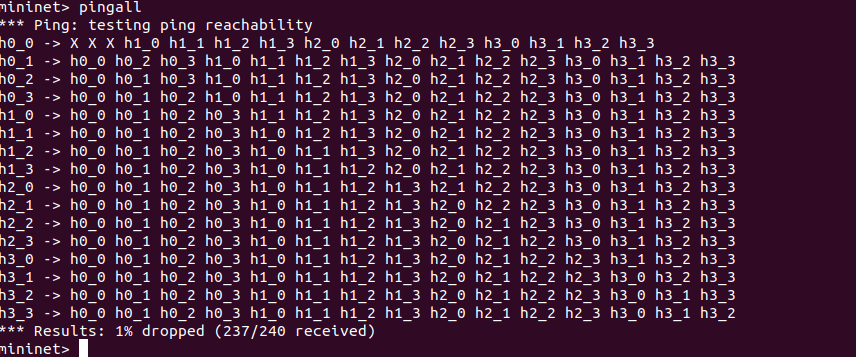 mininet> pingall
*** Ping: testing ping reachability
h0_0 -> X X X h1_0 h1_1 h1_2 h1_3 h2_0 h2_1 h2_2 h2_3 h3_0 h3_1 h3_2 h3_3
h0_1 -> h0_0 h0_2 h0_3 h1_0 h1_1 h1_2 h1_3 h2_0 h2_1 h2_2 h2_3 h3_0 h3_1 h3_2 h3_3
h0_2 -> h0_0 h0_1 h0_3 h1_0 h1_1 h1_2 h1_3 h2_0 h2_1 h2_2 h2_3 h3_0 h3_1 h3_2 h3_3
h0_3 -> h0_0 h0_1 h0_2 h1_0 h1_1 h1_2 h1_3 h2_0 h2_1 h2_2 h2_3 h3_0 h3_1 h3_2 h3_3
h1_0 -> h0_0 h0_1 h0_2 h0_3 h1_1 h1_2 h1_3 h2_0 h2_1 h2_2 h2_3 h3_0 h3_1 h3_2 h3_3
h1_1 -> h0_0 h0_1 h0_2 h0_3 h1_0 h1_2 h1_3 h2_0 h2_1 h2_2 h2_3 h3_0 h3_1 h3_2 h3_3
h1_2 -> h0_0 h0_1 h0_2 h0_3 h1_0 h1_1 h1_3 h2_0 h2_1 h2_2 h2_3 h3_0 h3_1 h3_2 h3_3
h1_3 -> h0_0 h0_1 h0_2 h0_3 h1_0 h1_1 h1_2 h2_0 h2_1 h2_2 h2_3 h3_0 h3_1 h3_2 h3_3
h2_0 -> h0_0 h0_1 h0_2 h0_3 h1_0 h1_1 h1_2 h1_3 h2_1 h2_2 h2_3 h3_0 h3_1 h3_2 h3_3
h2_1 -> h0_0 h0_1 h0_2 h0_3 h1_0 h1_1 h1_2 h1_3 h2_0 h2_2 h2_3 h3_0 h3_1 h3_2 h3_3
h2_2 -> h0_0 h0_1 h0_2 h0_3 h1_0 h1_1 h1_2 h1_3 h2_0 h2_1 h2_3 h3_0 h3_1 h3_2 h3_3
h2_3 -> h0_0 h0_1 h0_2 h0_3 h1_0 h1_1 h1_2 h1_3 h2_0 h2_1 h2_2 h3_0 h3_1 h3_2 h3_3
h3_0 -> h0_0 h0_1 h0_2 h0_3 h1_0 h1_1 h1_2 h1_3 h2_0 h2_1 h2_2 h2_3 h3_1 h3_2 h3_3
h3_1 -> h0_0 h0_1 h0_2 h0_3 h1_0 h1_1 h1_2 h1_3 h2_0 h2_1 h2_2 h2_3 h3_0 h3_2 h3_3
h3_2 -> h0_0 h0_1 h0_2 h0_3 h1_0 h1_1 h1_2 h1_3 h2_0 h2_1 h2_2 h2_3 h3_0 h3_1 h3_3
h3_3 -> h0_0 h0_1 h0_2 h0_3 h1_0 h1_1 h1_2 h1_3 h2_0 h2_1 h2_2 h2_3 h3_0 h3_1 h3_2
*** Results: 1% dropped (237/240 received)
mininet>